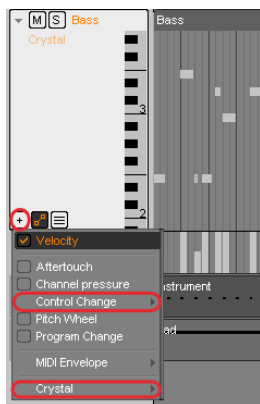 M S Bass
Bass
Crystal
3
+
2
Velocity
Aftertouch
Channel pressure
Control Change
nstrument
Pitch Wheel
Program Change
ad
MIDI Envelope
Crystal